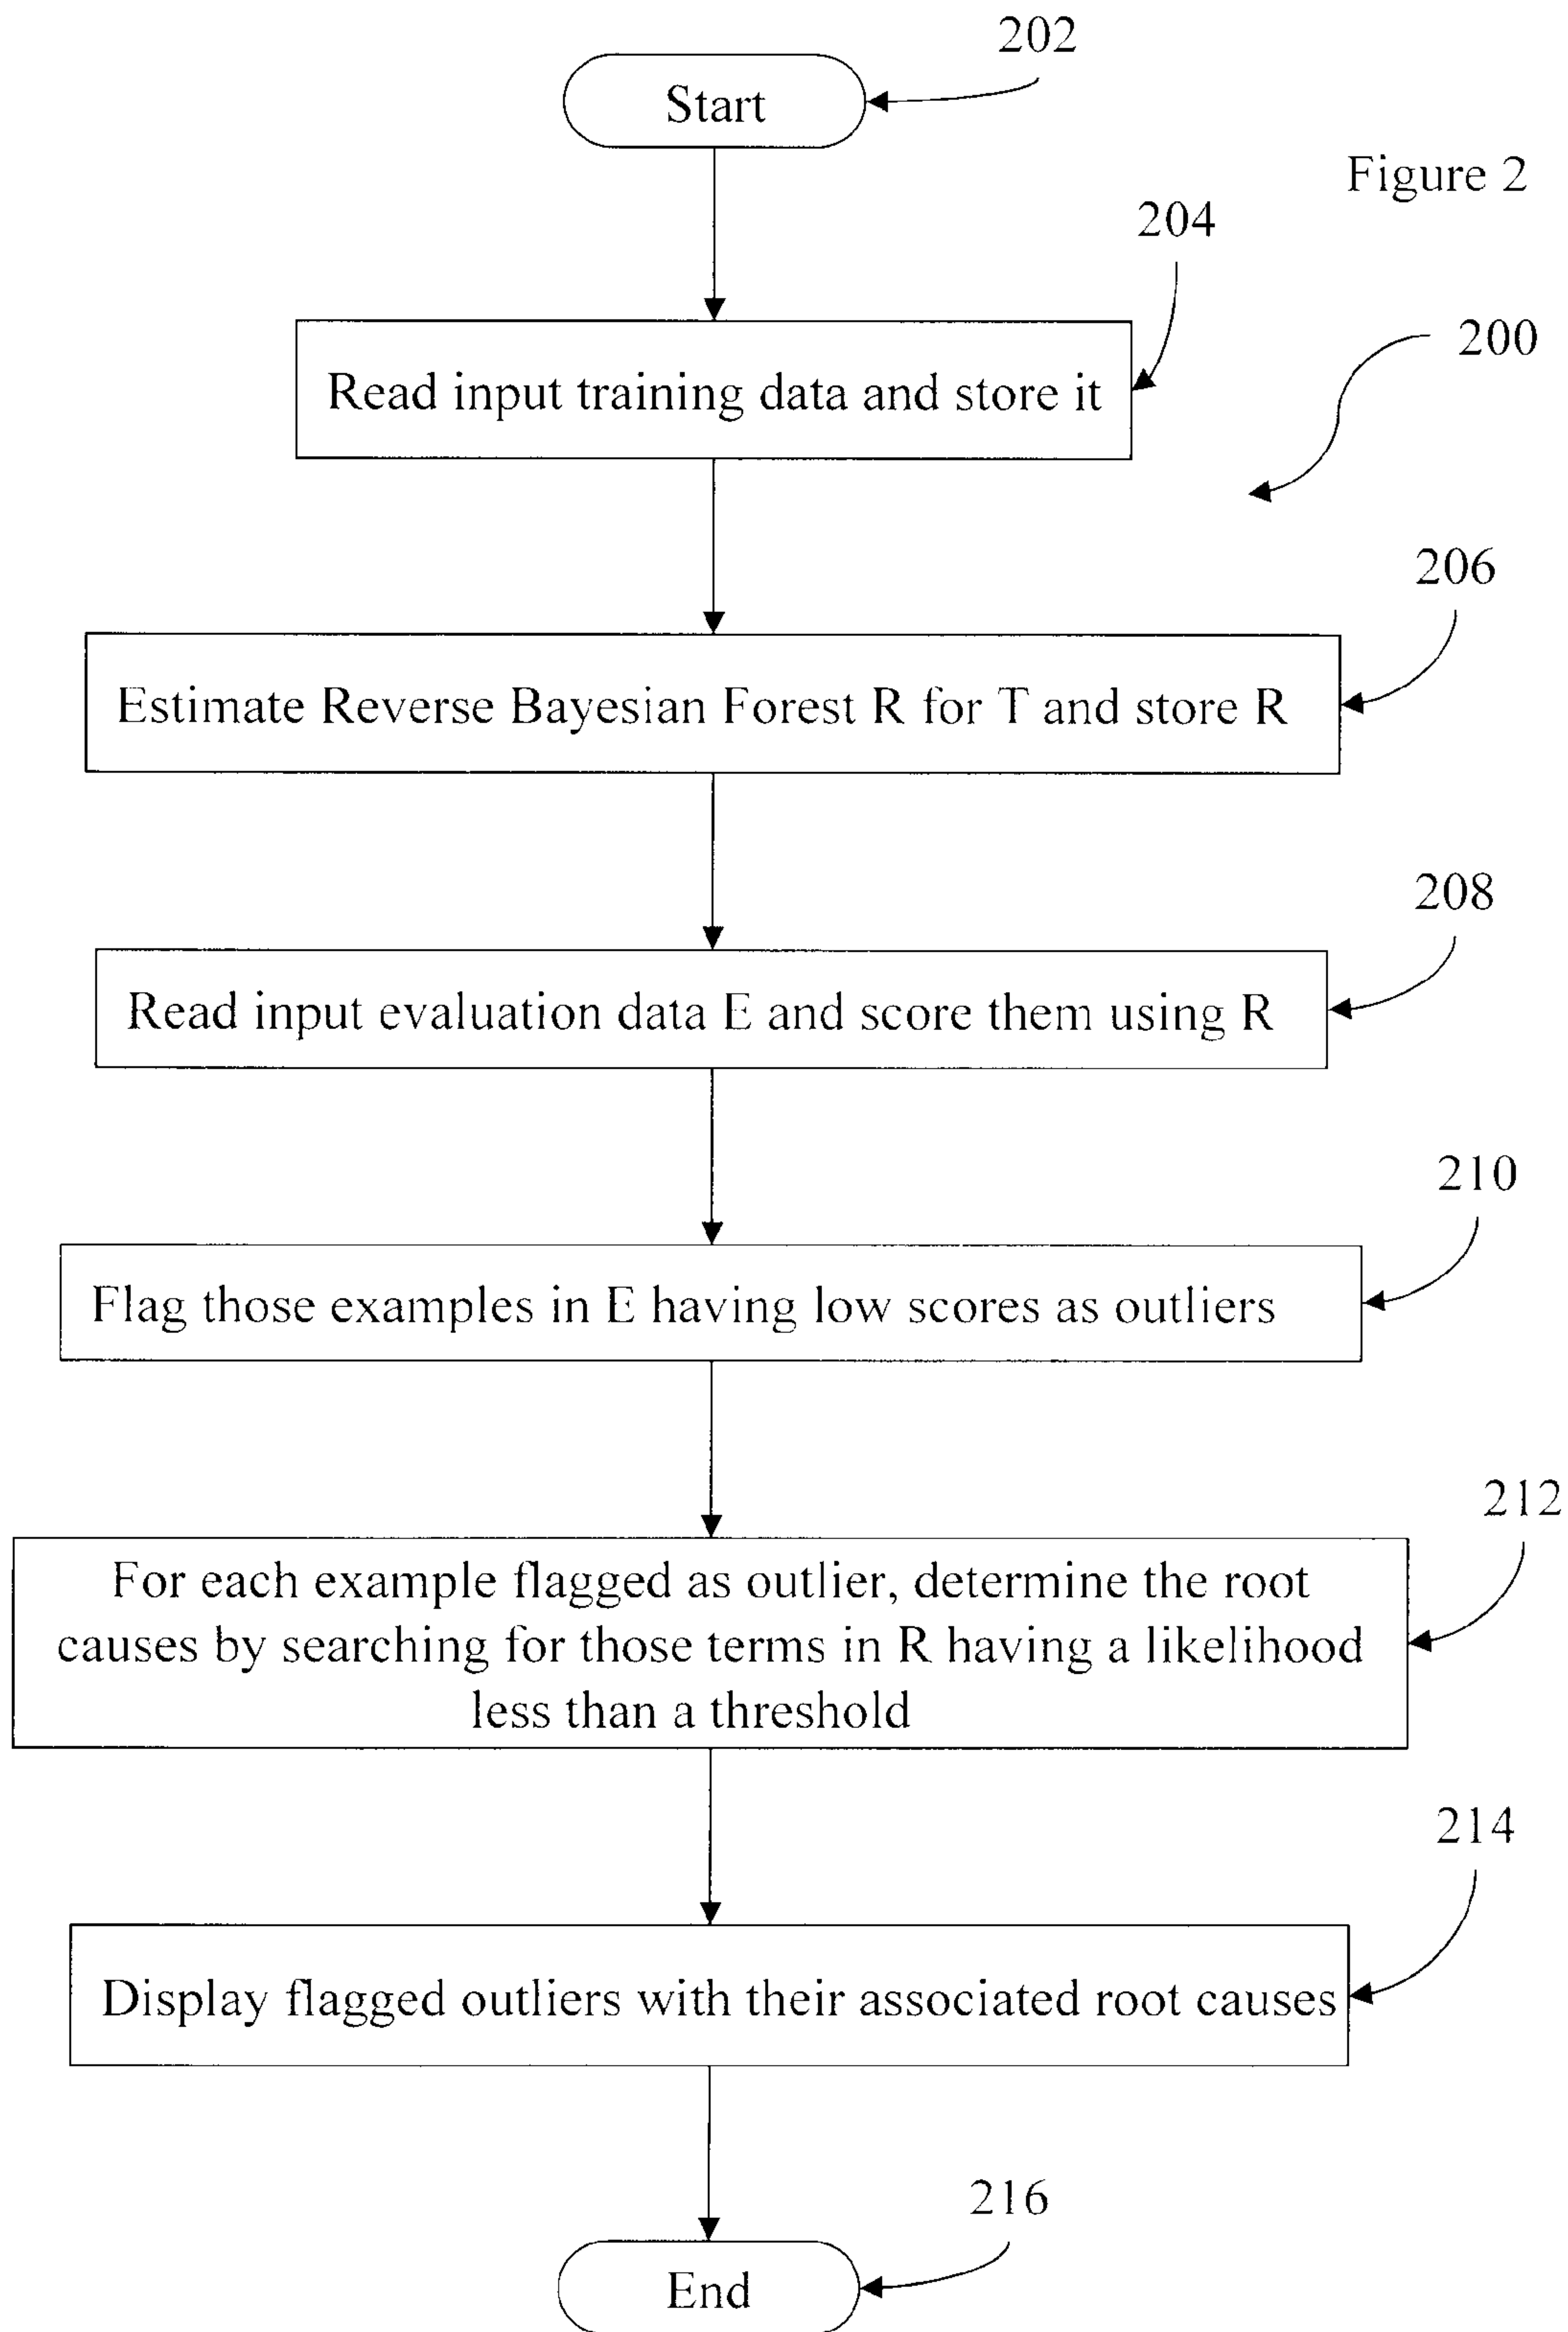 202
Start
Figure 2
204
200
Read input training data and store it
206
Estimate Reverse Bayesian Forest R for T and store R
208
Read input evaluation data E and score them using R
210
Flag those examples in E having low scores as outliers
212
For each example flagged as outlier, determine the root
causes by searching for those terms in R having a likelihood
less than a threshold
214
Display flagged outliers with their associated root causes
216
End